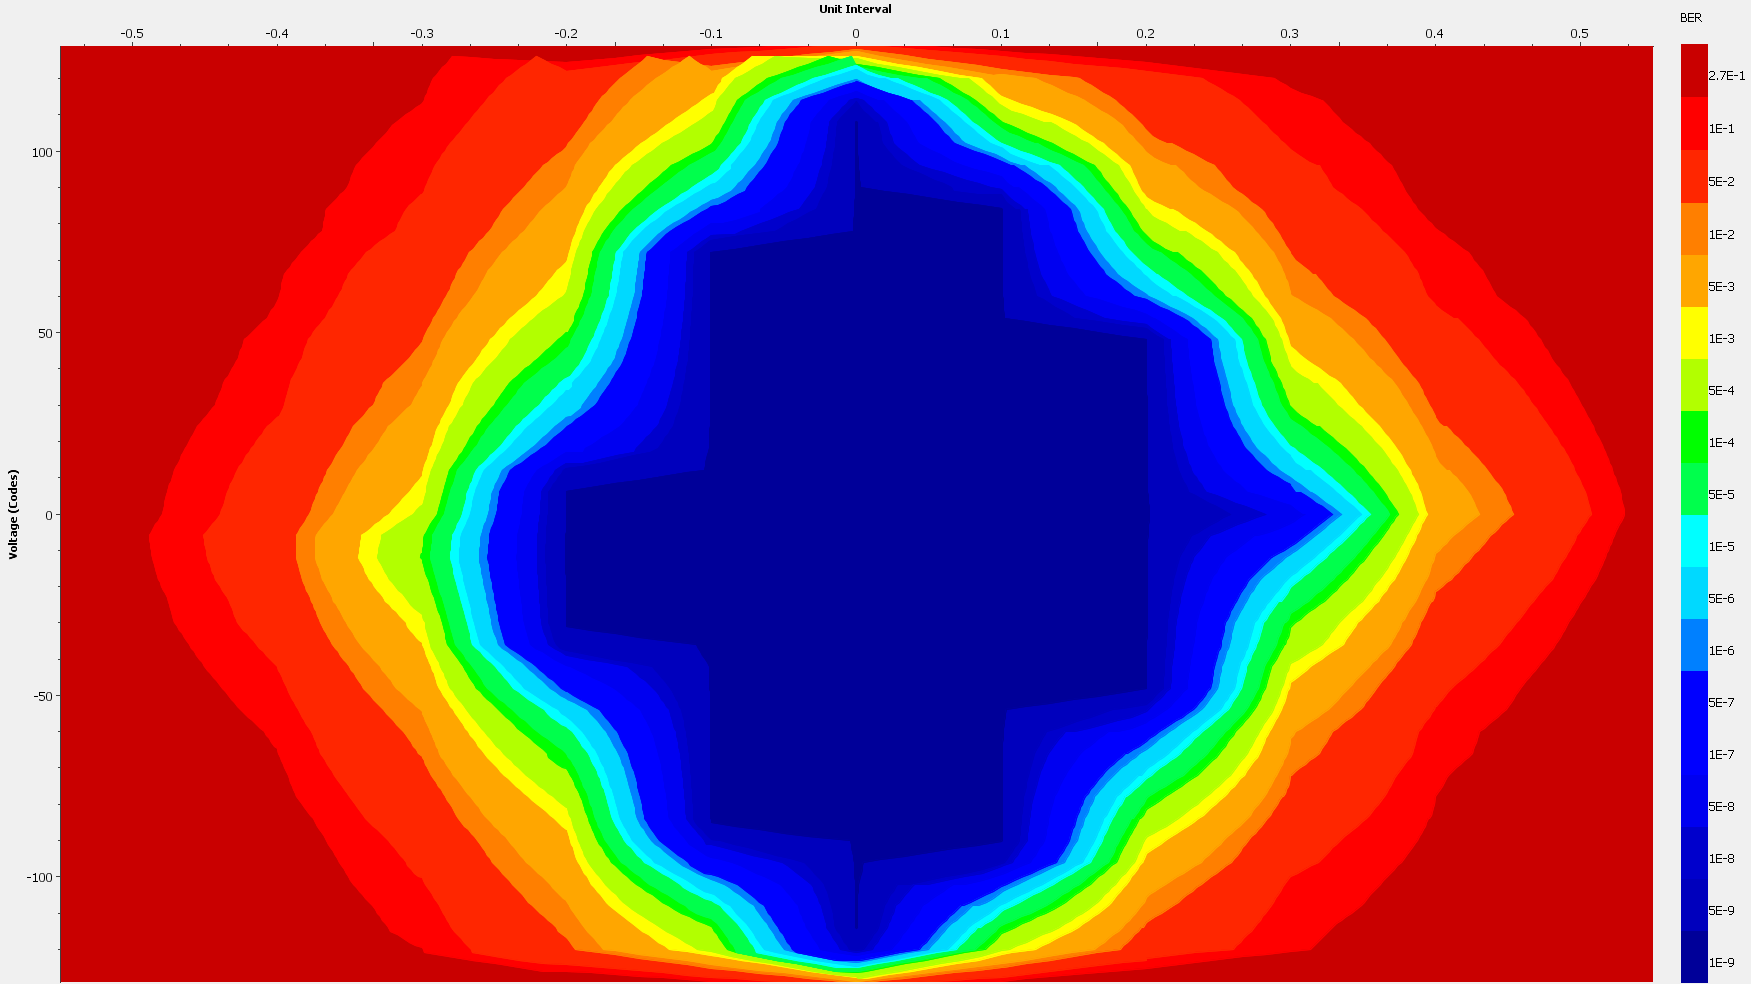 Unit Interval
BER
-0.5 -0.4 -0.3 -0.2 -0.1 0 0.1 0.2 0.3 0.4 0.5
2.7E-1
1E-1
5E-2
1E-2
5E-3
1E-3
5E-4
1E-4
5E-5
1E-5
5E-6
1E-6
5E-7
1E-7
5E-8
1E-8
5E-9
1E-9
100
50
0
-50
-100
Voltage (Codes)